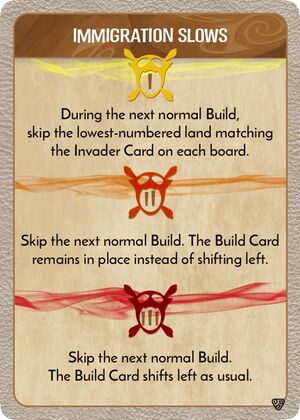 IMMIGRATION SLOWS
I
During the next normal Build,
skip the lowest-numbered land matching
the Invader Card on each board.
II
Skip the next normal Build. The Build Card
remains in place instead of shifting left.
III
Skip the next normal Build.
The Build Card shifts left as usual.